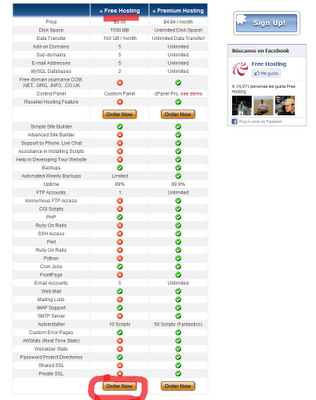 » Free Hosting » Premium Hosting
Price $0.00 $4.84 / month
Disk Space 1500 MB Unlimited Disk Space!
Data Transfer 100 GB / month Unlimited Data Transfer!
Add-on Domains 5 Unlimited
Sub-domains 5 Unlimited
E-mail Addresses 5 Unlimited
MySQL Databases 2 Unlimited
Free domain yourname.COM,
.NET, .ORG, .INFO, .CO.UK
Control Panel Custom Panel cPanel Pro, see demo
Reseller Hosting Feature
Order Now Order Now
Simple Site Builder
Advanced Site Builder
Support by Phone, Live Chat
Assistance in Installing Scripts
Help in Developing Your Website
Backups
Automated Weekly Backups Limited
Uptime 99% 99.9%
FTP Accounts 1 Unlimited
Anonymous FTP Access
CGI Scripts
PHP
Ruby On Rails
SSH Access
Perl
Ruby On Rails
Python
Cron Jobs
FrontPage
Email Accounts 5 Unlimited
Web Mail
Mailing Lists
IMAP Support
SMTP Server
Autoinstaller 10 Scripts 50 Scripts (Fantastico)
Custom Error Pages
AWStats (Real Time Stats)
Webalizer Stats
Password Protect Directories
Shared SSL
Private SSL
Order Now Order Now
Sign Up!
Búscanos en Facebook
Free Hosting
Me gusta
A 14,971 personas les gusta Free
Hosting
Plug-in social de Facebook